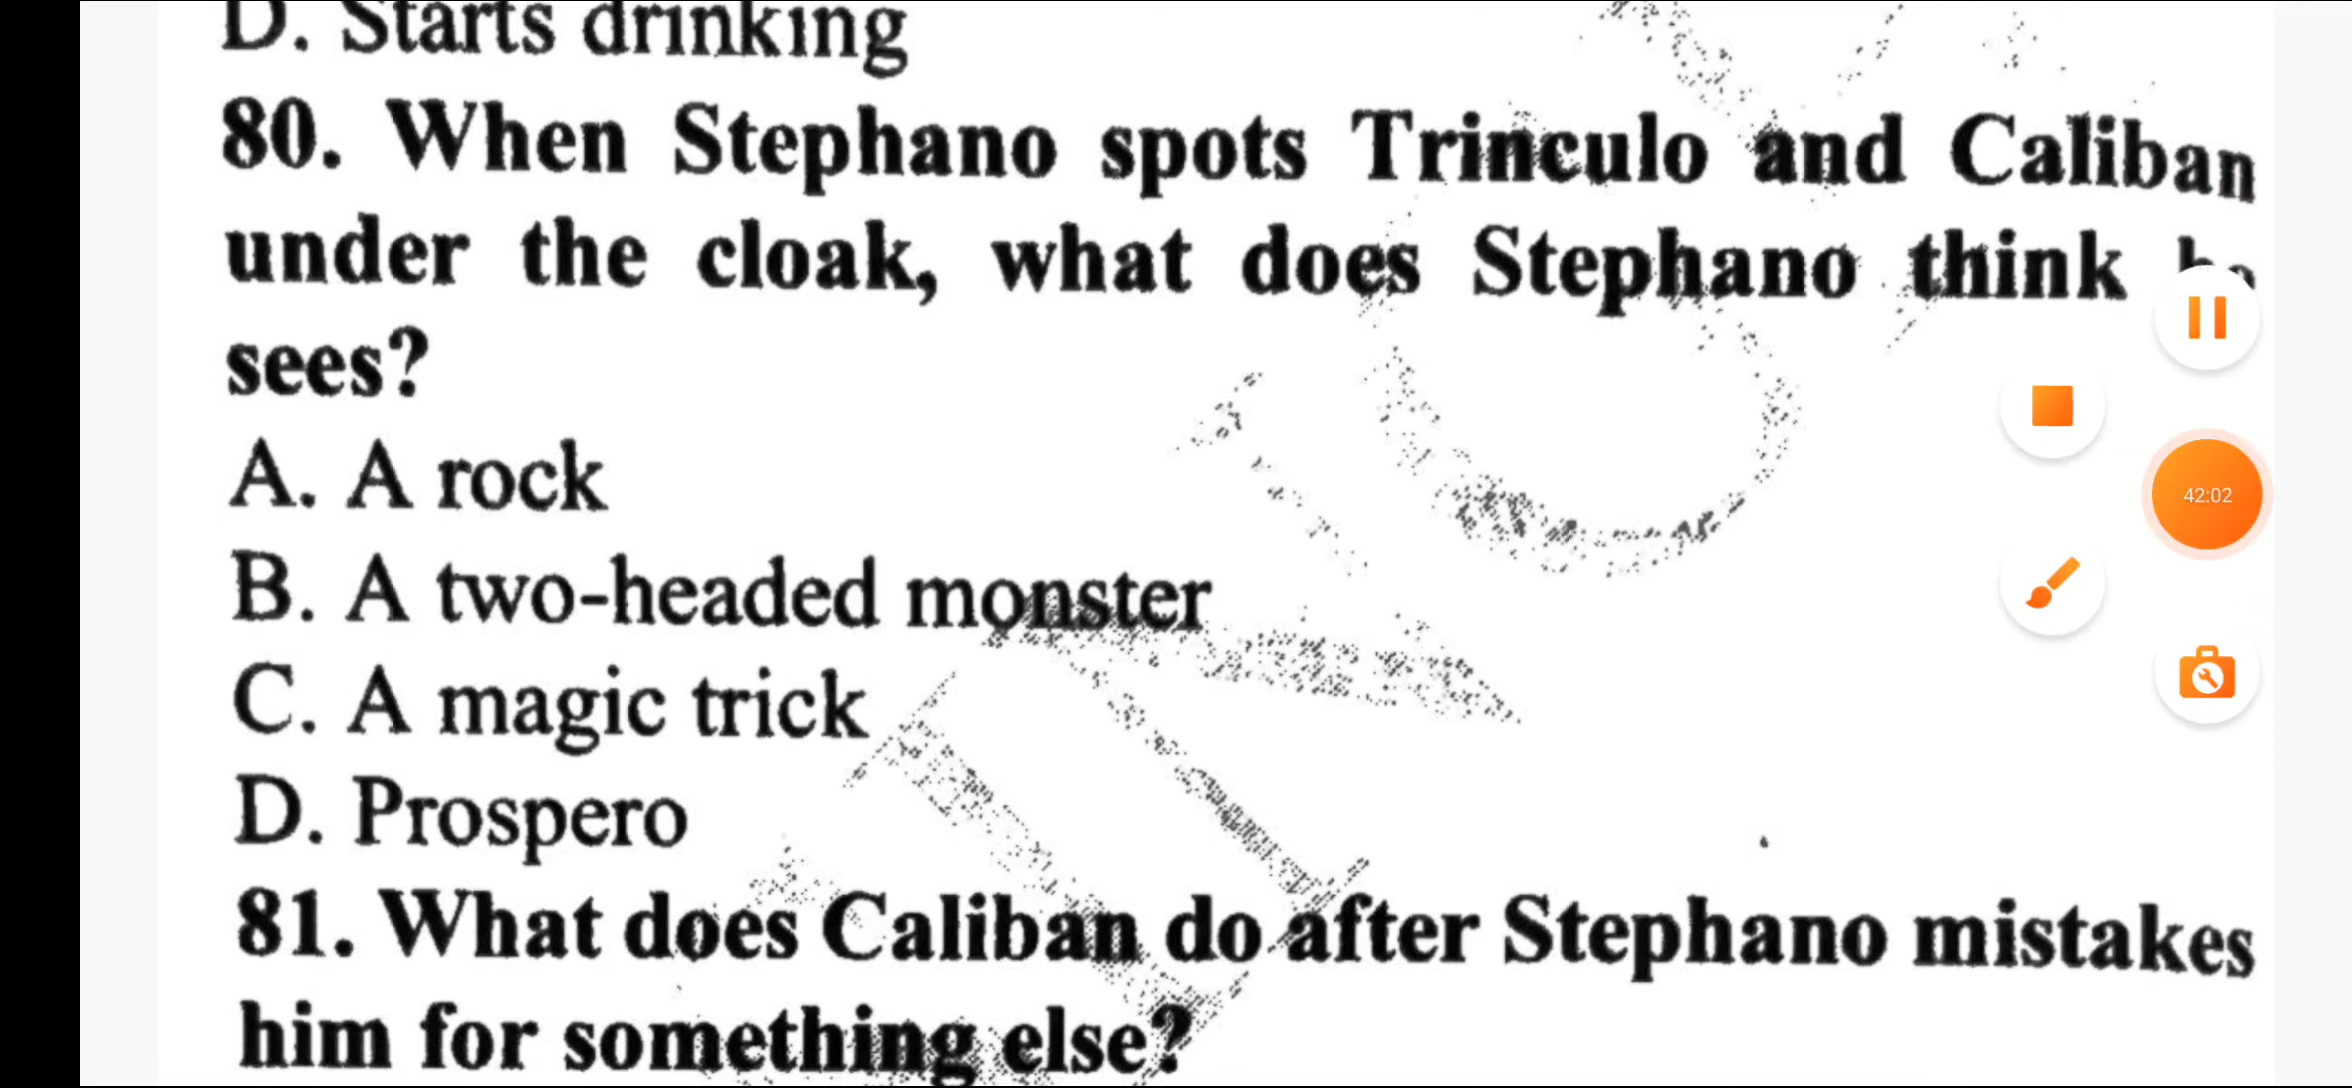 D. Starts drinking
80. When Stephano spots Trinculo and Caliban
under the cloak, what does Stephano think
sees?
A. A rock
B. A two-headed monster
C. A magic trick
D. Prospero
81. What does Caliban do after Stephano mistakes
him for something else?
42:02